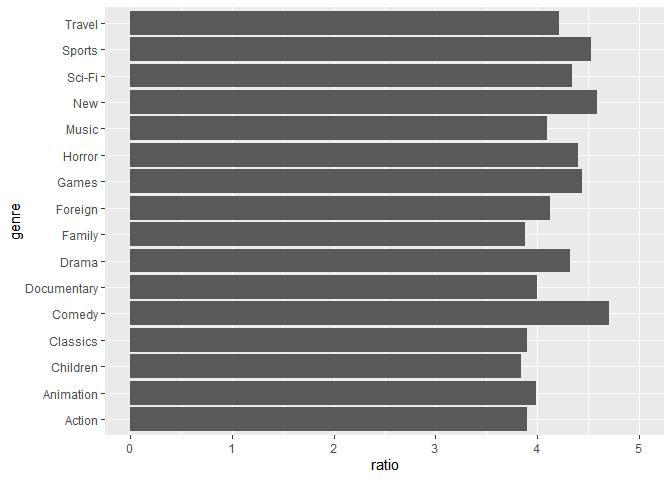 Travel
Sports
Sci-Fi
New
Music
Horror
Games
Foreign
Family
Drama
Documentary
Comedy
Classics
Children
Animation
Action
genre
0 1 2 3 4 5
ratio